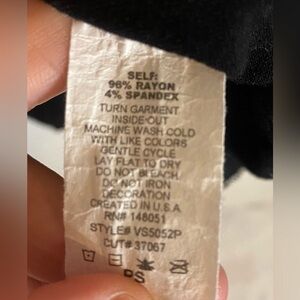 SELF:
96% RAYON
4% SPANDEX
TURN GARMENT
INSIDE-OUT
MACHINE WASH COLD
WITH LIKE COLORS
GENTLE CYCLE
LAY FLAT TO DRY
DO NOT BLEACH,
DO NOT IRON
DECORATION
CREATED IN U.S.A
RN# 148051
STYLE# VS5052P
CUT# 37067
PS